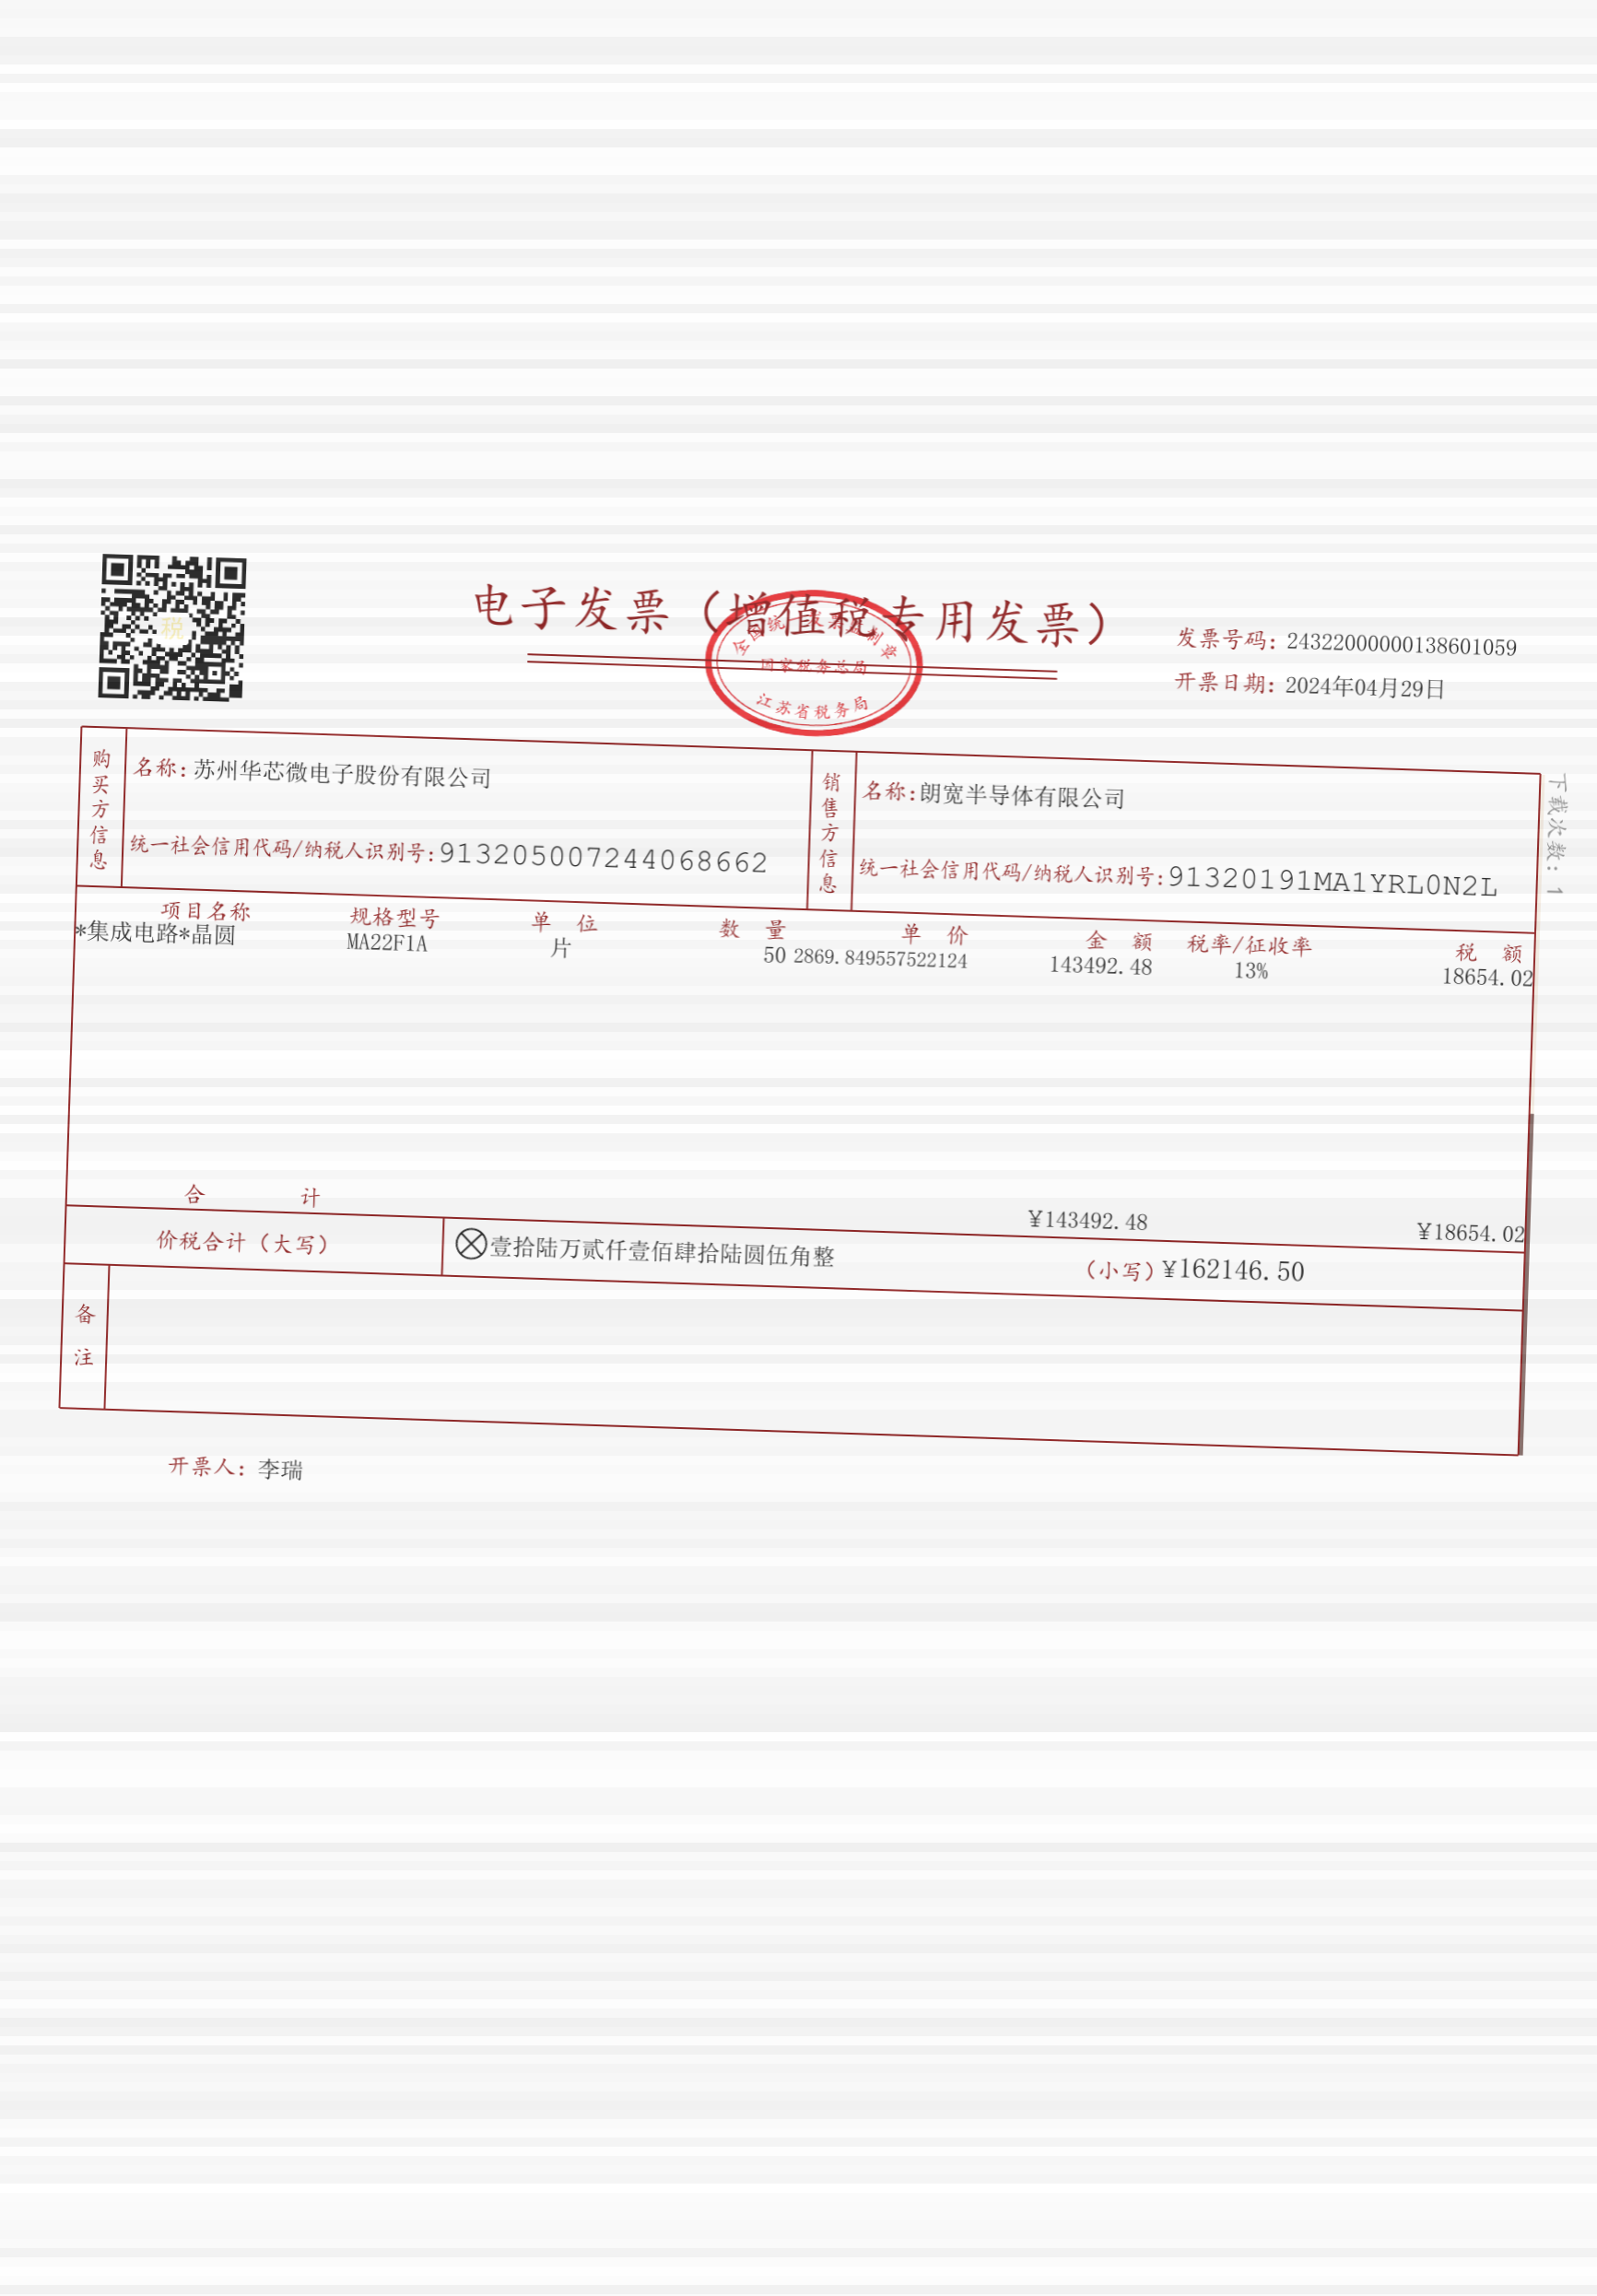 电子发票（增值税专用发票）
税
全国统一发票监制章
国家税务总局
江苏省税务局
发票号码：24322000000138601059
开票日期：2024年04月29日
购买方信息
名称：苏州华芯微电子股份有限公司
统一社会信用代码/纳税人识别号：913205007244068662
销售方信息
名称：朗宽半导体有限公司
统一社会信用代码/纳税人识别号：91320191MA1YRL0N2L
下载次数：1
项目名称 规格型号 单位 数量 单价 金额 税率/征收率 税额
*集成电路*晶圆 MA22F1A 片 50 2869.849557522124 143492.48 13% 18654.02
合计 ¥143492.48 ¥18654.02
价税合计（大写） 壹拾陆万贰仟壹佰肆拾陆圆伍角整 （小写）¥162146.50
备注
开票人：李瑞